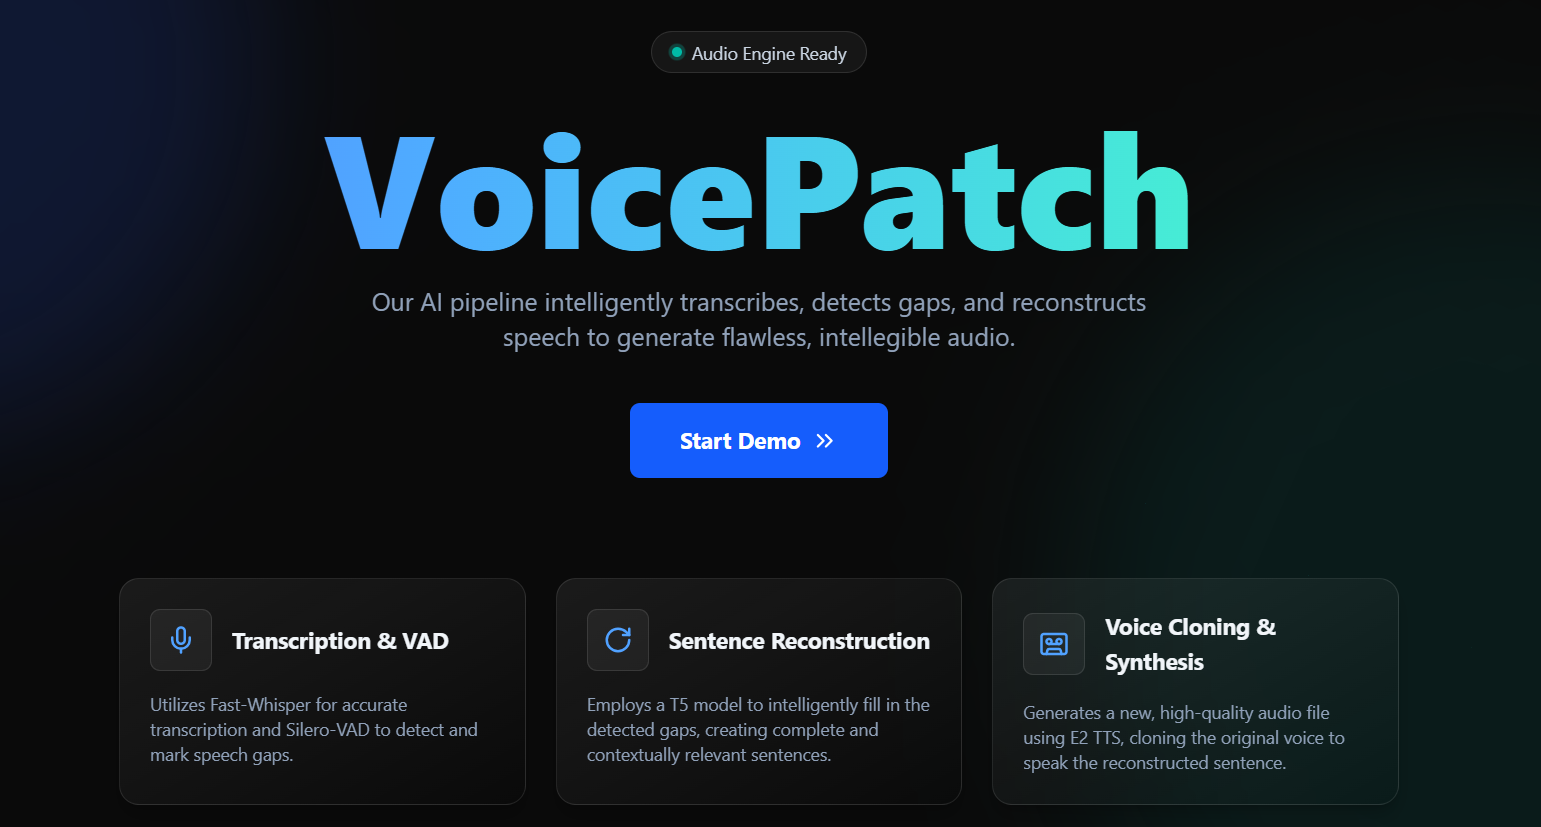 Audio Engine Ready
VoicePatch
Our AI pipeline intelligently transcribes, detects gaps, and reconstructs
speech to generate flawless, intellegible audio.
Start Demo
Transcription & VAD
Utilizes Fast-Whisper for accurate
transcription and Silero-VAD to detect and
mark speech gaps.
Sentence Reconstruction
Employs a T5 model to intelligently fill in the
detected gaps, creating complete and
contextually relevant sentences.
Voice Cloning &
Synthesis
Generates a new, high-quality audio file
using E2 TTS, cloning the original voice to
speak the reconstructed sentence.